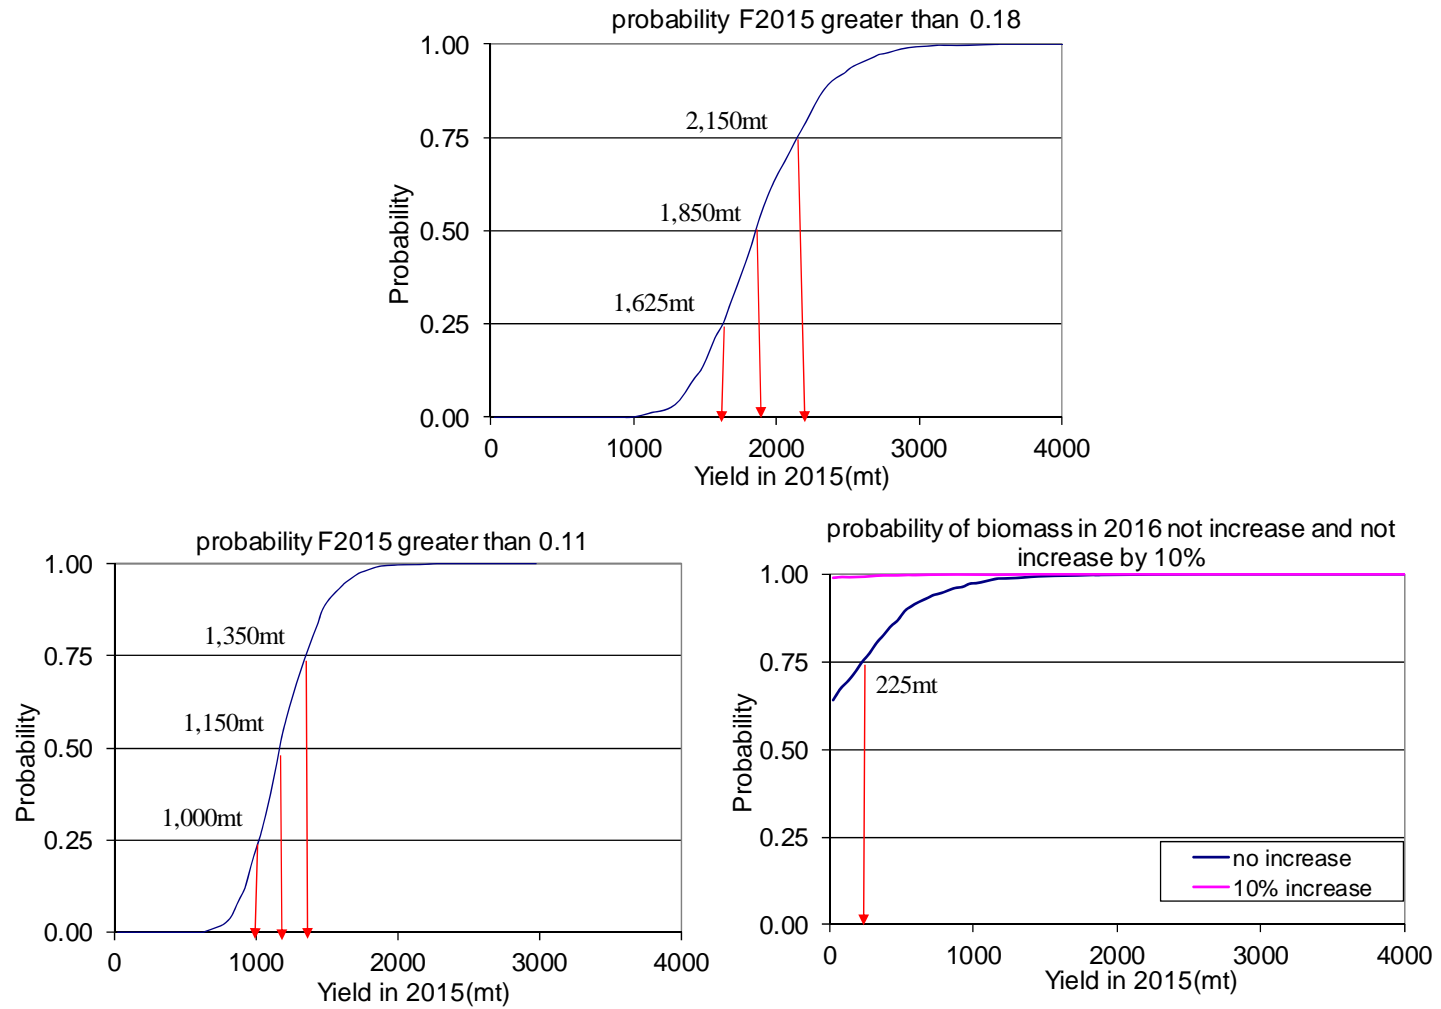 probability F2015 greater than 0.18
1.00
2,150mt
0.75
1,850mt
0.50
1,625mt
0.25
0.00
Probability
0 1000 2000 3000 4000
Yield in 2015(mt)
probability F2015 greater than 0.11
1.00
1,350mt
0.75
1,150mt
0.50
1,000mt
0.25
0.00
Probability
0 1000 2000 3000 4000
Yield in 2015(mt)
probability of biomass in 2016 not increase and not
increase by 10%
1.00
0.75
225mt
0.50
0.25
0.00
Probability
no increase
10% increase
0 1000 2000 3000 4000
Yield in 2015(mt)